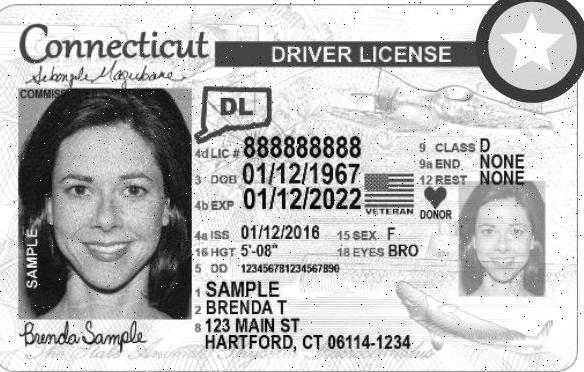 Connecticut
DRIVER LICENSE
DL
4d LIC # 888888888
9 CLASS D
3 DOB 01/12/1967
9a END NONE
4b EXP 01/12/2022
12 REST NONE
VETERAN
DONOR
4a ISS 01/12/2016
15 SEX F
16 HGT 5'-08"
18 EYES BRO
5 DD 123456781234567890
SAMPLE
1 SAMPLE
2 BRENDA T
8 123 MAIN ST
HARTFORD, CT 06114-1234
Brenda Sample